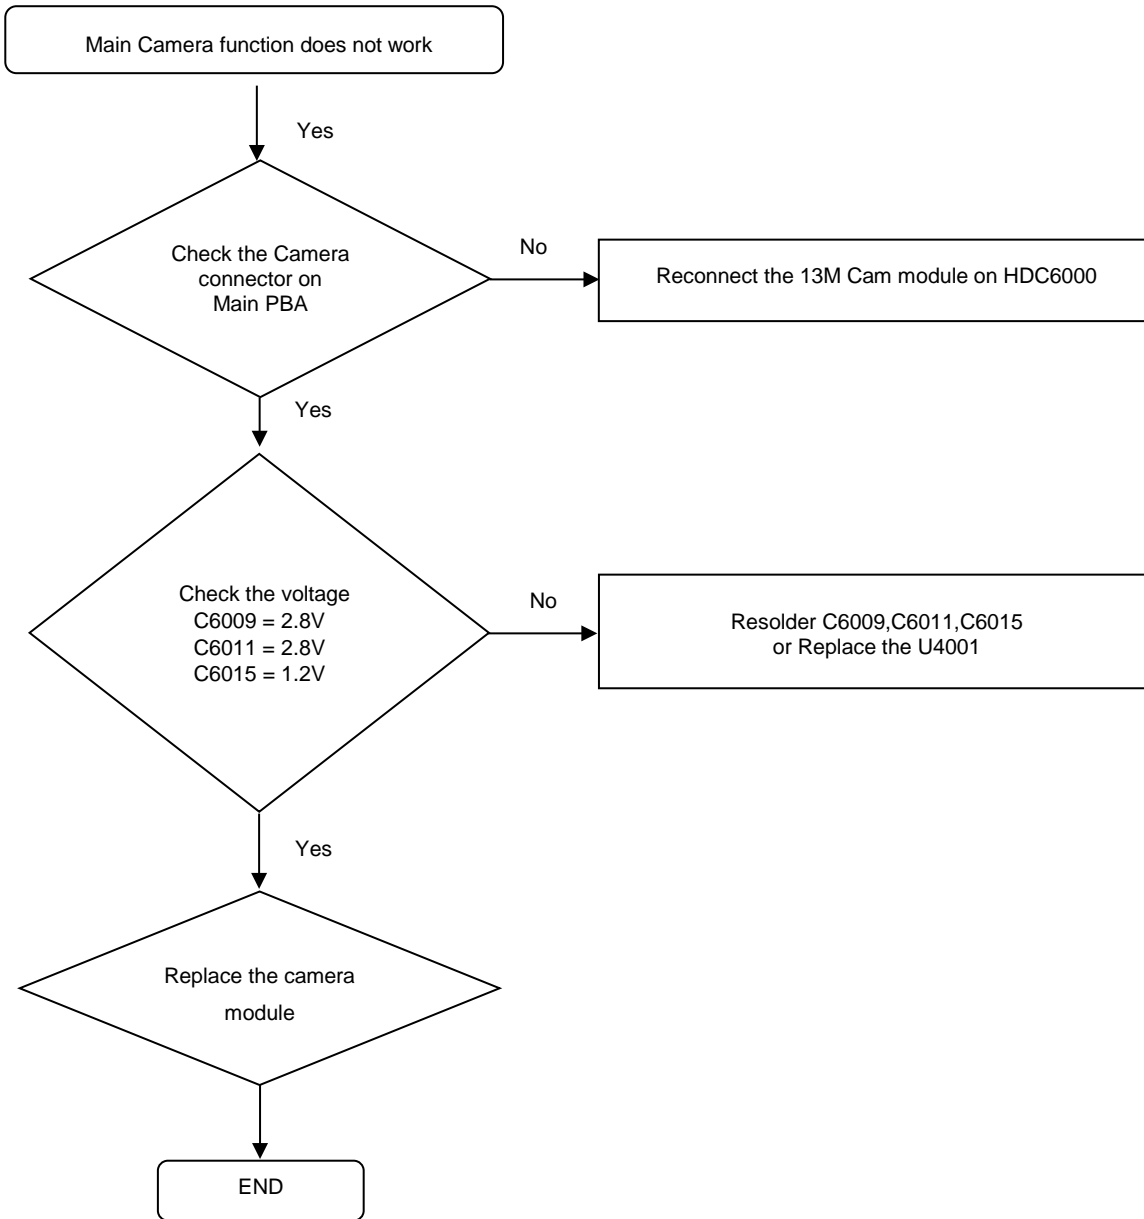 Main Camera function does not work
Yes
Check the Camera
connector on
Main PBA
No
Reconnect the 13M Cam module on HDC6000
Yes
Check the voltage
C6009 = 2.8V
C6011 = 2.8V
C6015 = 1.2V
No
Resolder C6009,C6011,C6015
or Replace the U4001
Yes
Replace the camera
module
END